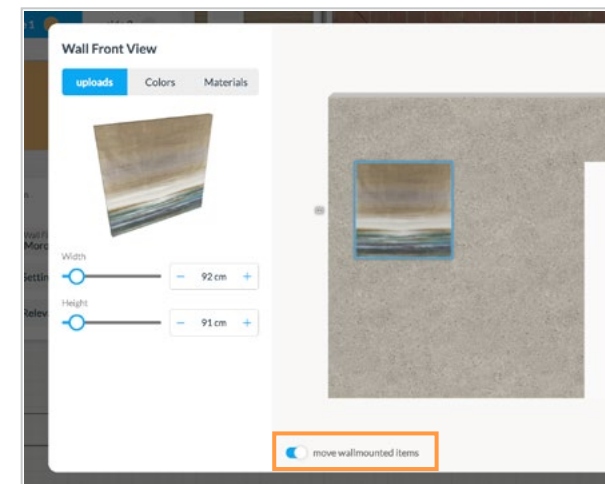 Wall Front View
uploads Colors Materials
Width
− 92 cm +
Height
− 91 cm +
move wallmounted items